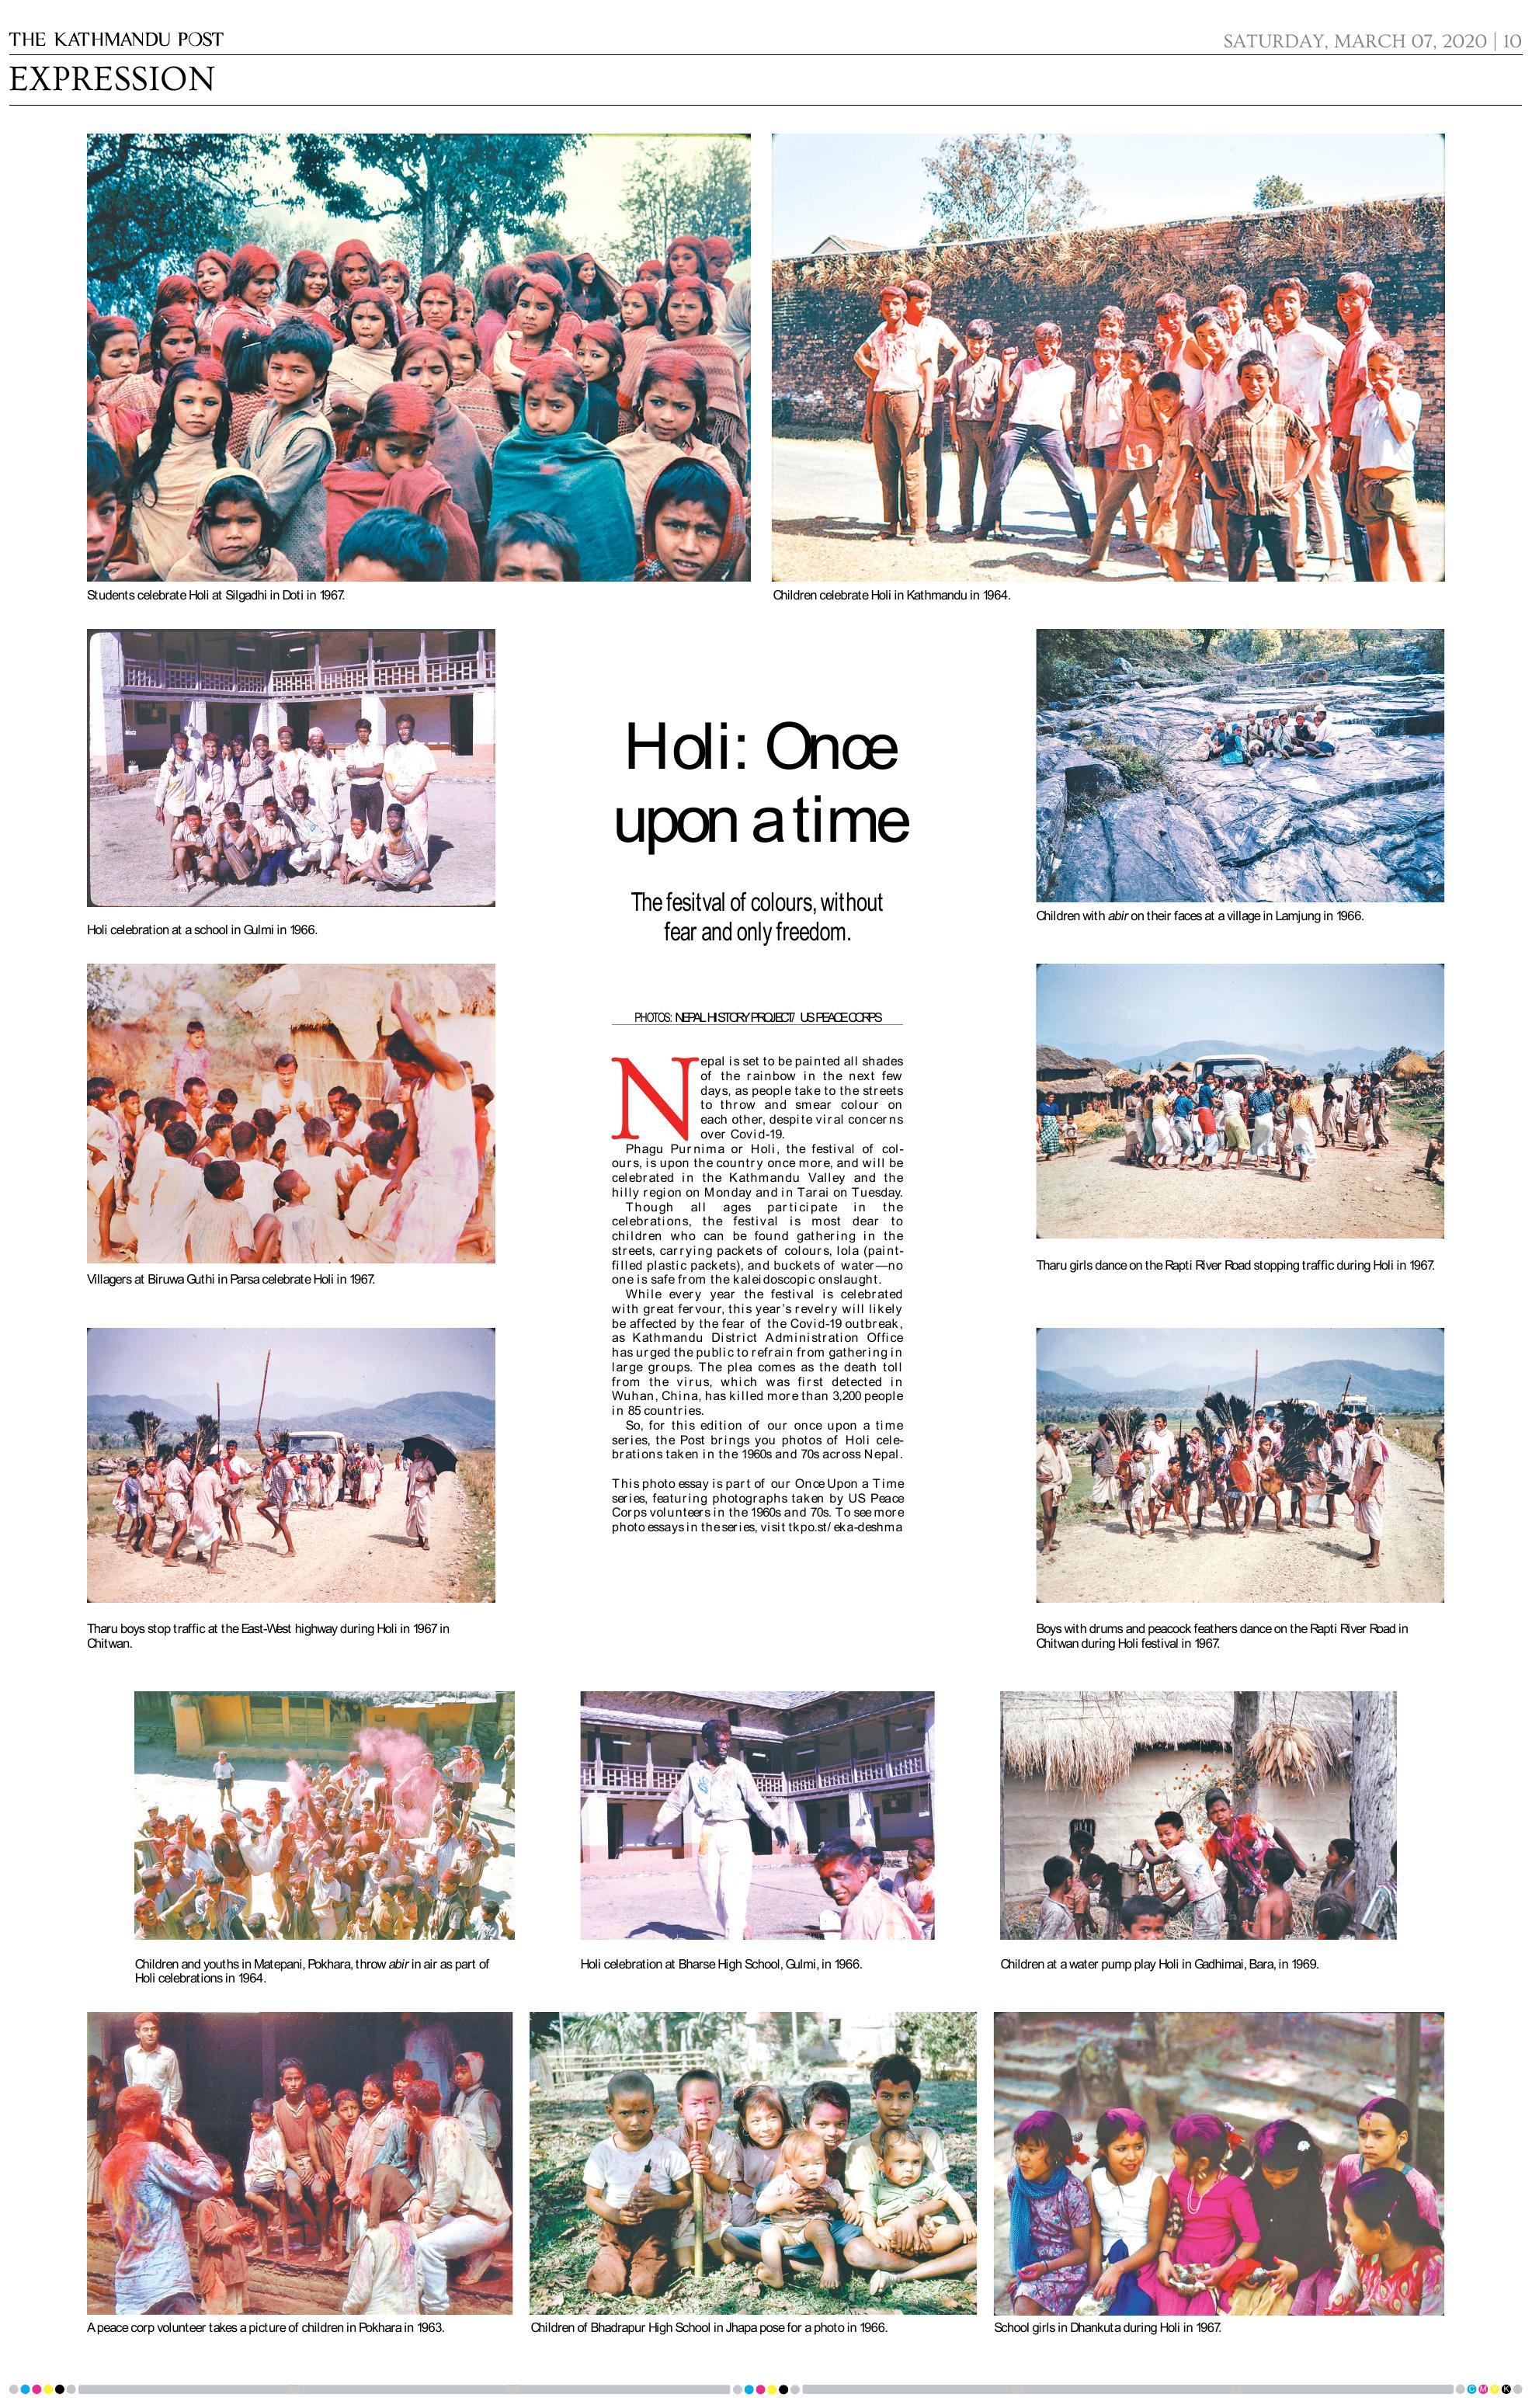 THE KATHMANDU POST
SATURDAY, MARCH 07, 2020 | 10
EXPRESSION
Students celebrate Holi at Silgadhi in Doti in 1967.
Children celebrate Holi in Kathmandu in 1964.
Holi celebration at a school in Gulmi in 1966.
Children with abir on their faces at a village in Lamjung in 1966.
Holi: Once
upon a time
The fesitval of colours, without
fear and only freedom.
PHOTOS: NEPAL HISTORY PROJECT/ US PEACE CORPS
Nepal is set to be painted all shades
of the rainbow in the next few
days, as people take to the streets
to throw and smear colour on
each other, despite viral concerns
over Covid-19.
Phagu Purnima or Holi, the festival of col-
ours, is upon the country once more, and will be
celebrated in the Kathmandu Valley and the
hilly region on Monday and in Tarai on Tuesday.
Though all ages participate in the
celebrations, the festival is most dear to
children who can be found gathering in the
streets, carrying packets of colours, lola (paint-
filled plastic packets), and buckets of water—no
one is safe from the kaleidoscopic onslaught.
While every year the festival is celebrated
with great fervour, this year's revelry will likely
be affected by the fear of the Covid-19 outbreak,
as Kathmandu District Administration Office
has urged the public to refrain from gathering in
large groups. The plea comes as the death toll
from the virus, which was first detected in
Wuhan, China, has killed more than 3,200 people
in 85 countries.
So, for this edition of our once upon a time
series, the Post brings you photos of Holi cele-
brations taken in the 1960s and 70s across Nepal.
This photo essay is part of our Once Upon a Time
series, featuring photographs taken by US Peace
Corps volunteers in the 1960s and 70s. To see more
photo essays in the series, visit tkpo.st/eka-deshma
Villagers at Biruwa Guthi in Parsa celebrate Holi in 1967.
Tharu girls dance on the Rapti River Road stopping traffic during Holi in 1967.
Tharu boys stop traffic at the East-West highway during Holi in 1967 in
Chitwan.
Boys with drums and peacock feathers dance on the Rapti River Road in
Chitwan during Holi festival in 1967.
Children and youths in Matepani, Pokhara, throw abir in air as part of
Holi celebrations in 1964.
Holi celebration at Bharse High School, Gulmi, in 1966.
Children at a water pump play Holi in Gadhimai, Bara, in 1969.
A peace corp volunteer takes a picture of children in Pokhara in 1963.
Children of Bhadrapur High School in Jhapa pose for a photo in 1966.
School girls in Dhankuta during Holi in 1967.
C M Y K